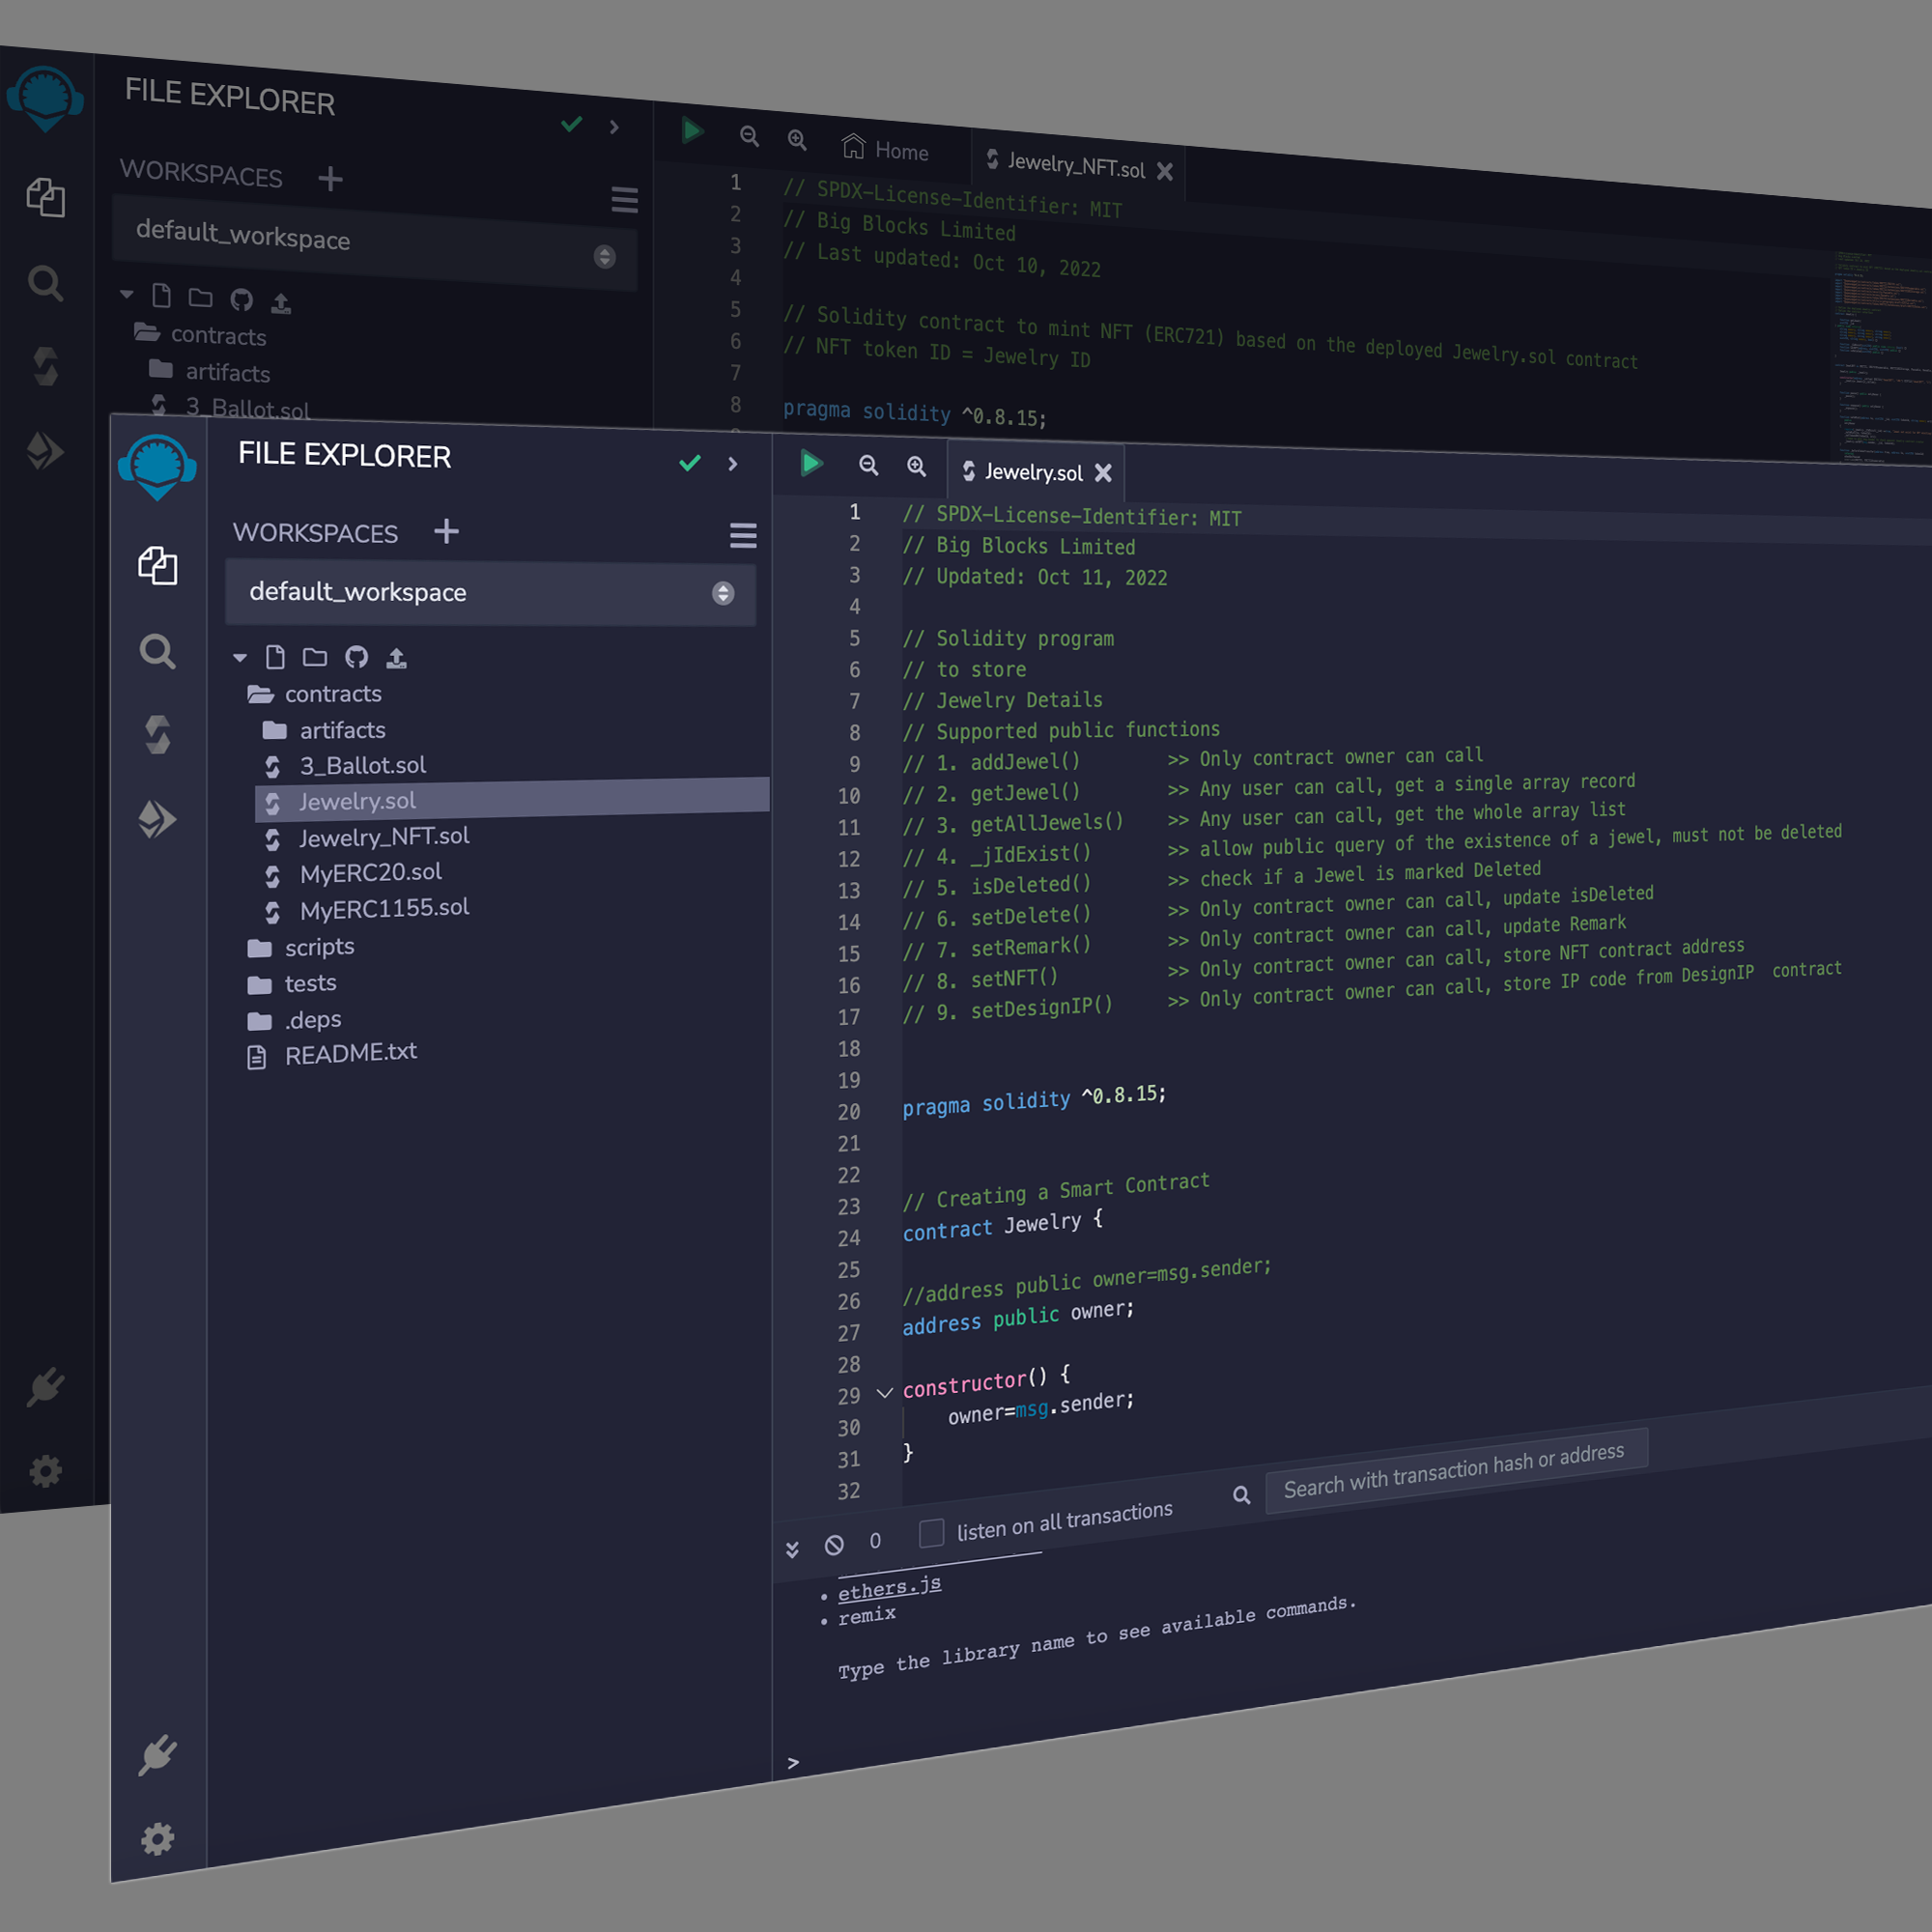 FILE EXPLORER
WORKSPACES
default_workspace
contracts
artifacts
3_Ballot.sol
Home
Jewelry_NFT.sol
1 // SPDX-License-Identifier: MIT
2 // Big Blocks Limited
3 // Last updated: Oct 10, 2022
4
5 // Solidity contract to mint NFT (ERC721) based on the deployed Jewelry.sol contract
6 // NFT token ID = Jewelry ID
7
8 pragma solidity ^0.8.15;
FILE EXPLORER
WORKSPACES
default_workspace
contracts
artifacts
3_Ballot.sol
Jewelry.sol
Jewelry_NFT.sol
MyERC20.sol
MyERC1155.sol
scripts
tests
.deps
README.txt
Jewelry.sol
1 // SPDX-License-Identifier: MIT
2 // Big Blocks Limited
3 // Updated: Oct 11, 2022
4
5 // Solidity program
6 // to store
7 // Jewelry Details
8 // Supported public functions
9 // 1. addJewel() >> Only contract owner can call
10 // 2. getJewel() >> Any user can call, get a single array record
11 // 3. getAllJewels() >> Any user can call, get the whole array list
12 // 4. _jIdExist() >> allow public query of the existence of a jewel, must not be deleted
13 // 5. isDeleted() >> check if a Jewel is marked Deleted
14 // 6. setDelete() >> Only contract owner can call, update isDeleted
15 // 7. setRemark() >> Only contract owner can call, update Remark
16 // 8. setNFT() >> Only contract owner can call, store NFT contract address
17 // 9. setDesignIP() >> Only contract owner can call, store IP code from DesignIP contract
18
19
20 pragma solidity ^0.8.15;
21
22
23 // Creating a Smart Contract
24 contract Jewelry {
25
26 //address public owner=msg.sender;
27 address public owner;
28
29 constructor() {
30 owner=msg.sender;
31 }
32
0 listen on all transactions
Search with transaction hash or address
• ethers.js
• remix
Type the library name to see available commands.
>